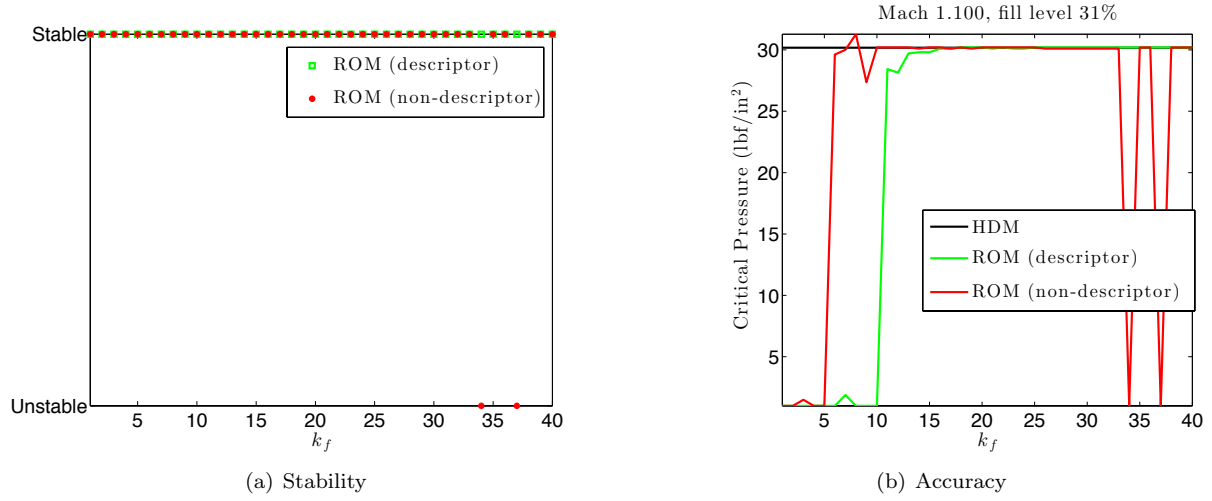 Stable
ROM (descriptor)
ROM (non-descriptor)
Unstable
5 10 15 20 25 30 35 40
k_f
(a) Stability
Mach 1.100, fill level 31%
Critical Pressure (lbf/in²)
30
25
20
15
10
5
HDM
ROM (descriptor)
ROM (non-descriptor)
5 10 15 20 25 30 35 40
k_f
(b) Accuracy